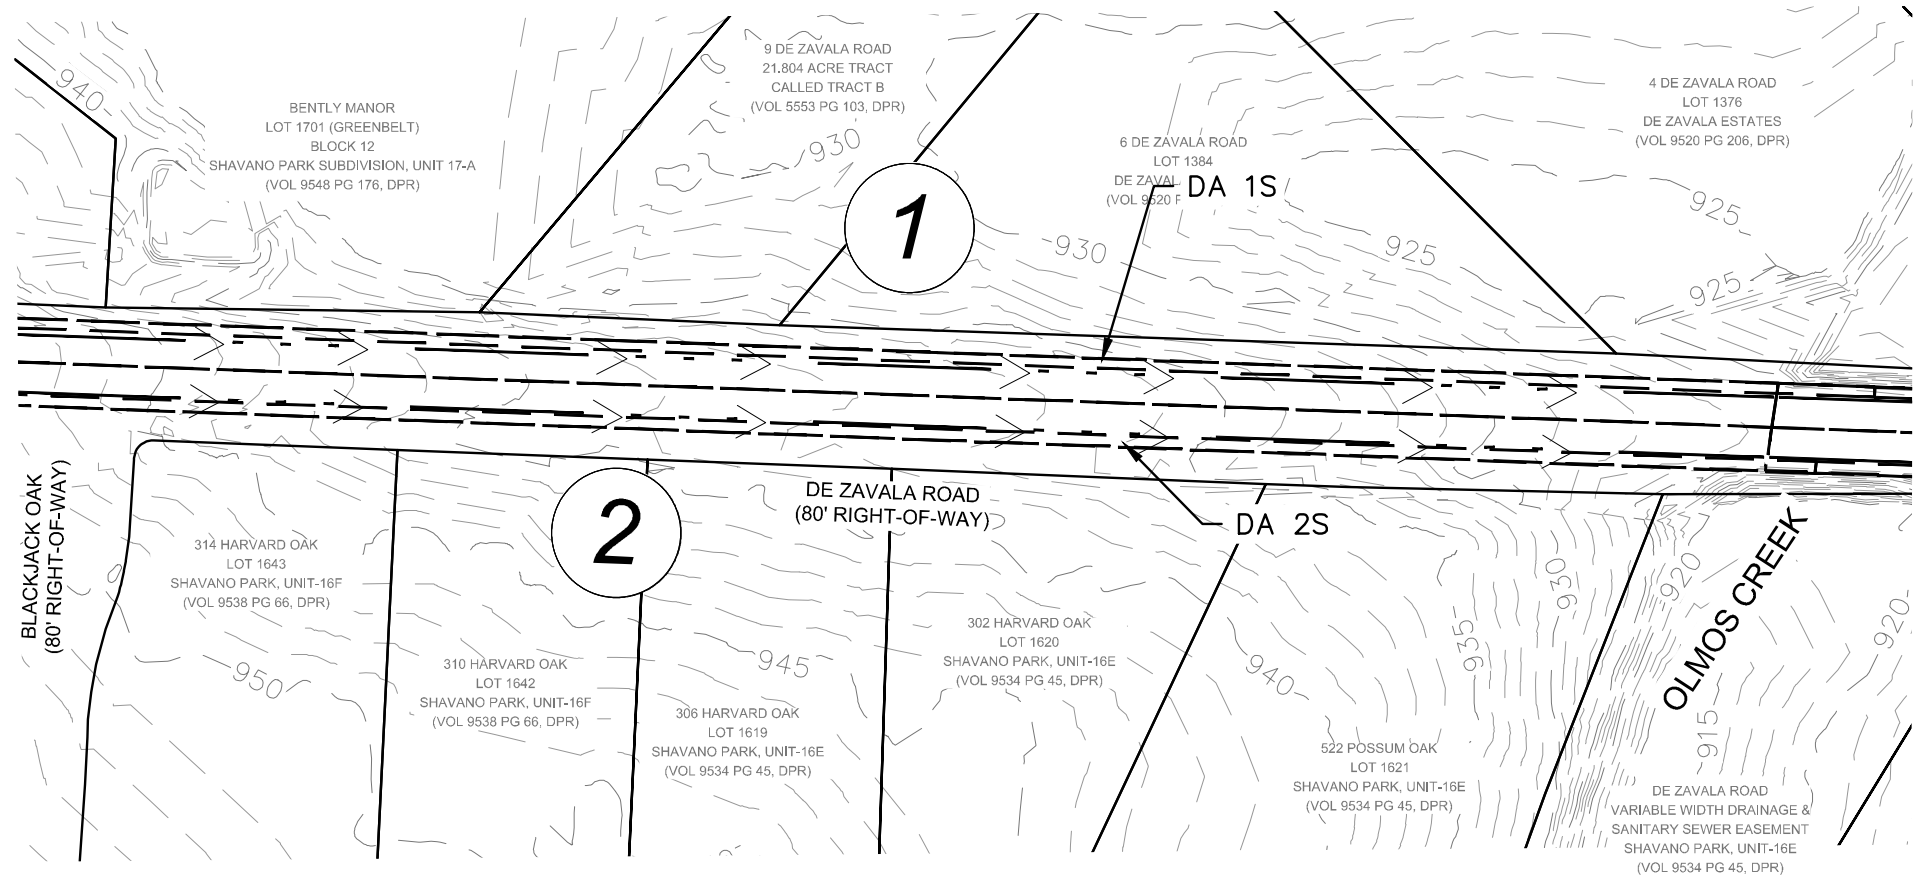 940
BENTLY MANOR
LOT 1701 (GREENBELT)
BLOCK 12
SHAVANO PARK SUBDIVISION, UNIT 17-A
(VOL 9548 PG 176, DPR)
9 DE ZAVALA ROAD
21.804 ACRE TRACT
CALLED TRACT B
(VOL 5553 PG 103, DPR)
930
1
6 DE ZAVALA ROAD
LOT 1384
DE ZAVAL
(VOL 9520 P
DA 1S
930
925
4 DE ZAVALA ROAD
LOT 1376
DE ZAVALA ESTATES
(VOL 9520 PG 206, DPR)
925
925
BLACKJACK OAK
(80' RIGHT-OF-WAY)
314 HARVARD OAK
LOT 1643
SHAVANO PARK, UNIT-16F
(VOL 9538 PG 66, DPR)
950
310 HARVARD OAK
LOT 1642
SHAVANO PARK, UNIT-16F
(VOL 9538 PG 66, DPR)
2
DE ZAVALA ROAD
(80' RIGHT-OF-WAY)
945
306 HARVARD OAK
LOT 1619
SHAVANO PARK, UNIT-16E
(VOL 9534 PG 45, DPR)
302 HARVARD OAK
LOT 1620
SHAVANO PARK, UNIT-16E
(VOL 9534 PG 45, DPR)
DA 2S
940
935
930
920
522 POSSUM OAK
LOT 1621
SHAVANO PARK, UNIT-16E
(VOL 9534 PG 45, DPR)
OLMOS CREEK
915
920
DE ZAVALA ROAD
VARIABLE WIDTH DRAINAGE &
SANITARY SEWER EASEMENT
SHAVANO PARK, UNIT-16E
(VOL 9534 PG 45, DPR)